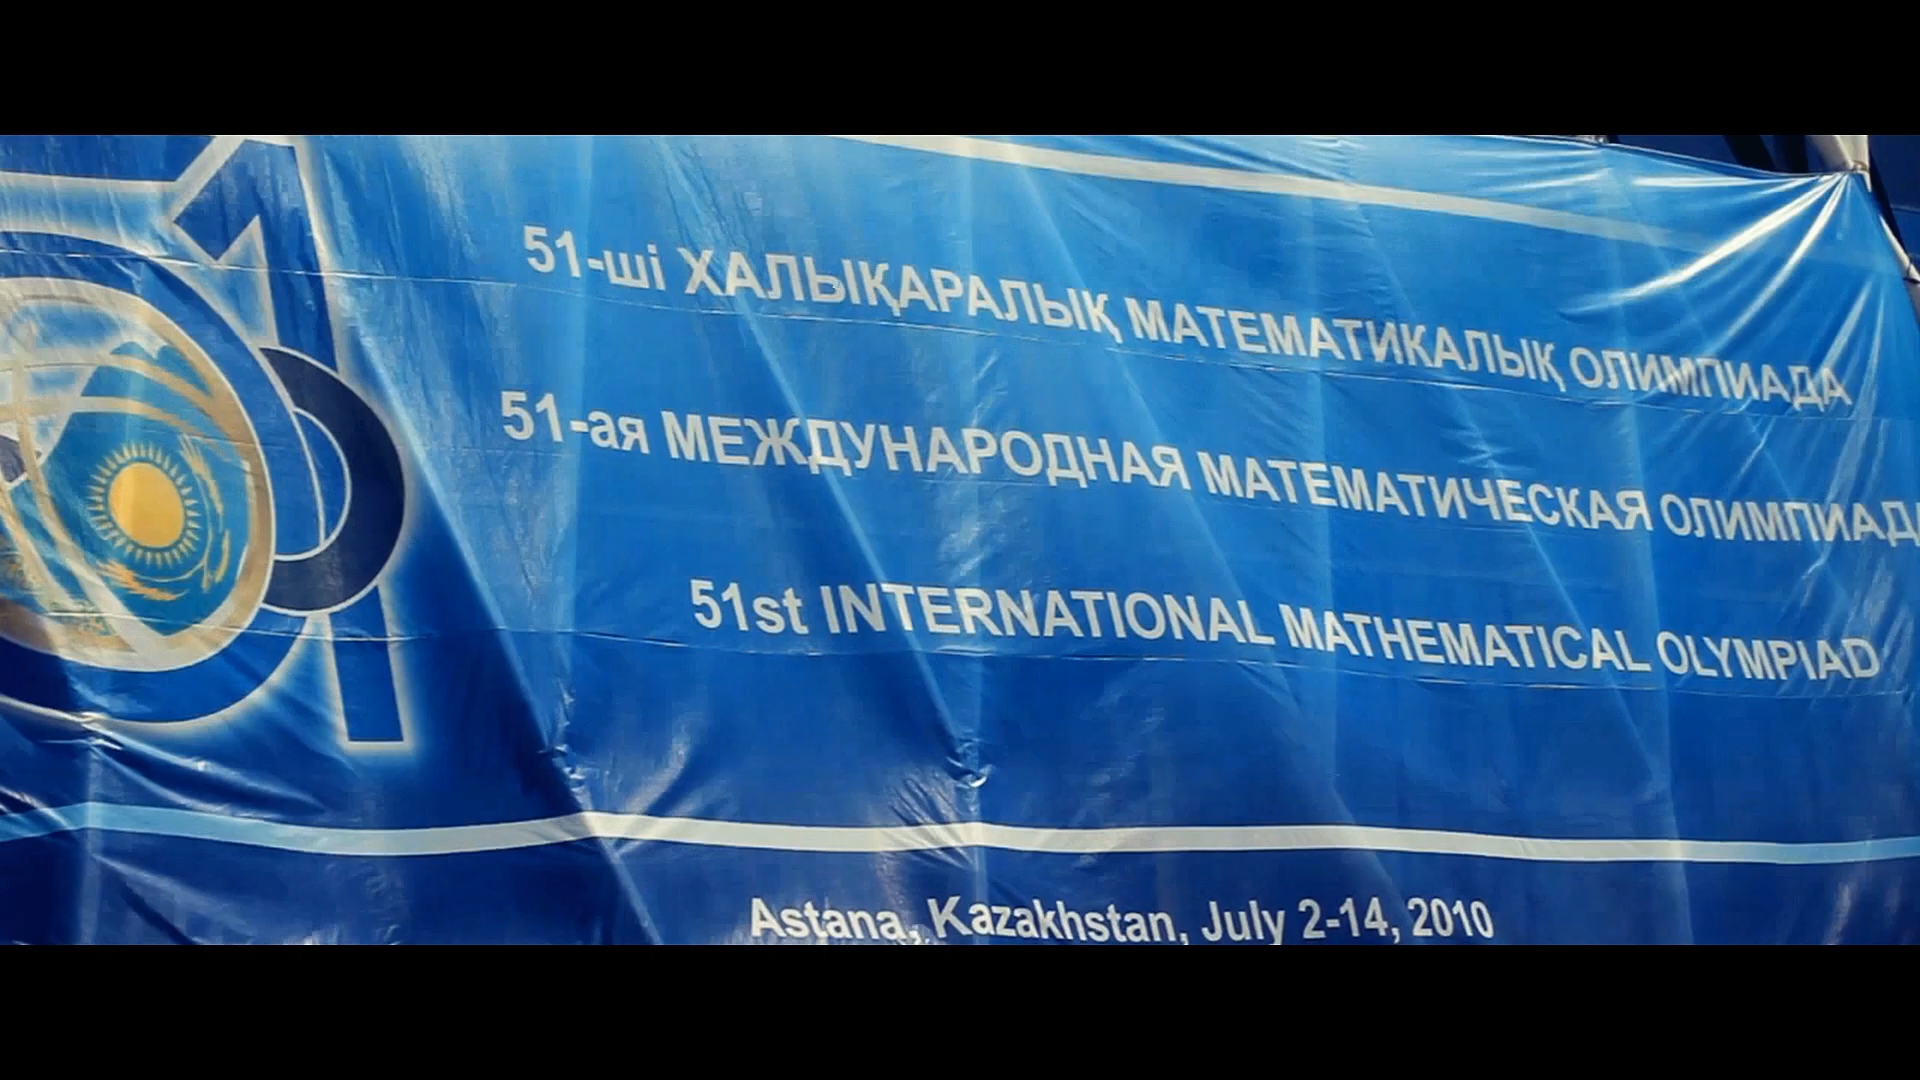 51-ші ХАЛЫҚАРАЛЫҚ МАТЕМАТИКАЛЫҚ ОЛИМПИАДА
51-ая МЕЖДУНАРОДНАЯ МАТЕМАТИЧЕСКАЯ ОЛИМПИАДА
51st INTERNATIONAL MATHEMATICAL OLYMPIAD
Astana, Kazakhstan, July 2-14, 2010